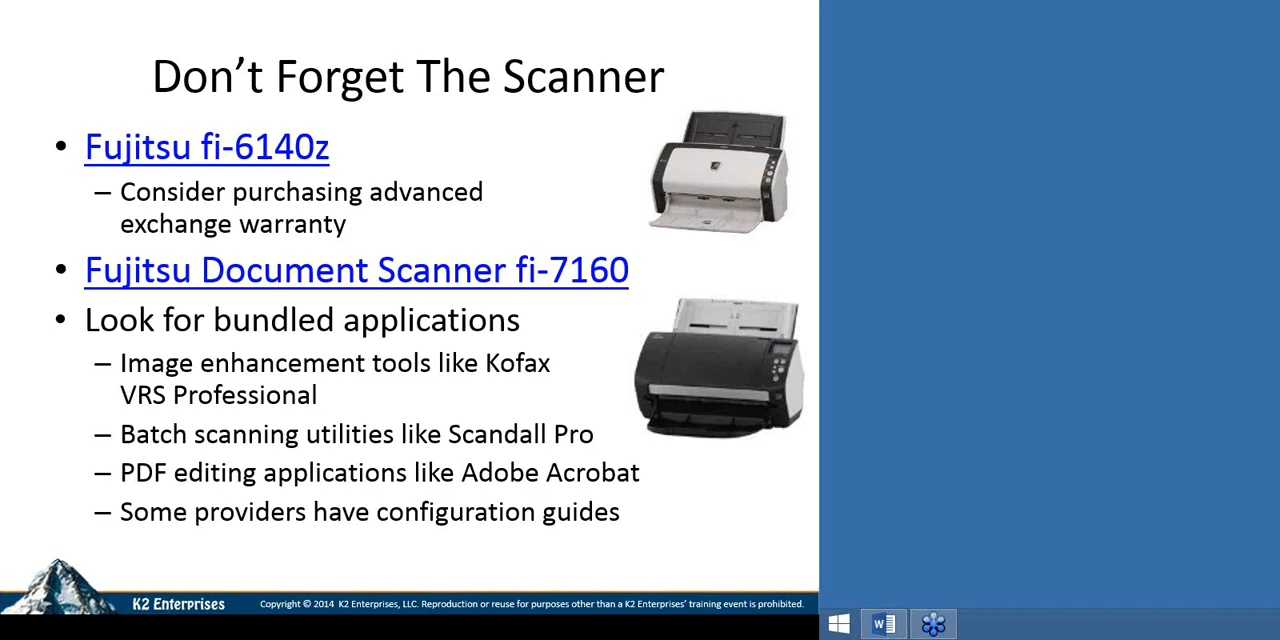 Don't Forget The Scanner
• Fujitsu fi-6140z
– Consider purchasing advanced
exchange warranty
• Fujitsu Document Scanner fi-7160
• Look for bundled applications
– Image enhancement tools like Kofax
VRS Professional
– Batch scanning utilities like Scandall Pro
– PDF editing applications like Adobe Acrobat
– Some providers have configuration guides
K2 Enterprises
Copyright © 2014 K2 Enterprises, LLC. Reproduction or reuse for purposes other than a K2 Enterprises' training event is prohibited.